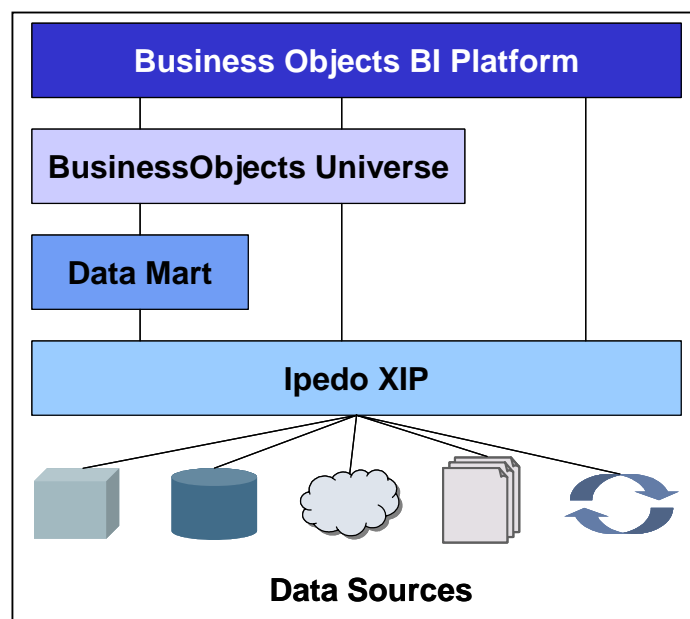 Business Objects BI Platform
BusinessObjects Universe
Data Mart
Ipedo XIP
Data Sources